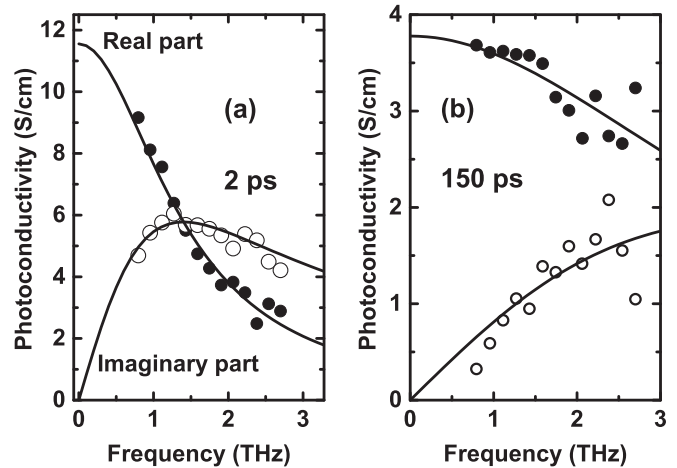 12
10
8
6
4
2
0
Photoconductivity (S/cm)
Real part
(a)
2 ps
Imaginary part
0
1
2
3
Frequency (THz)
4
3
2
1
0
Photoconductivity (S/cm)
(b)
150 ps
0
1
2
3
Frequency (THz)